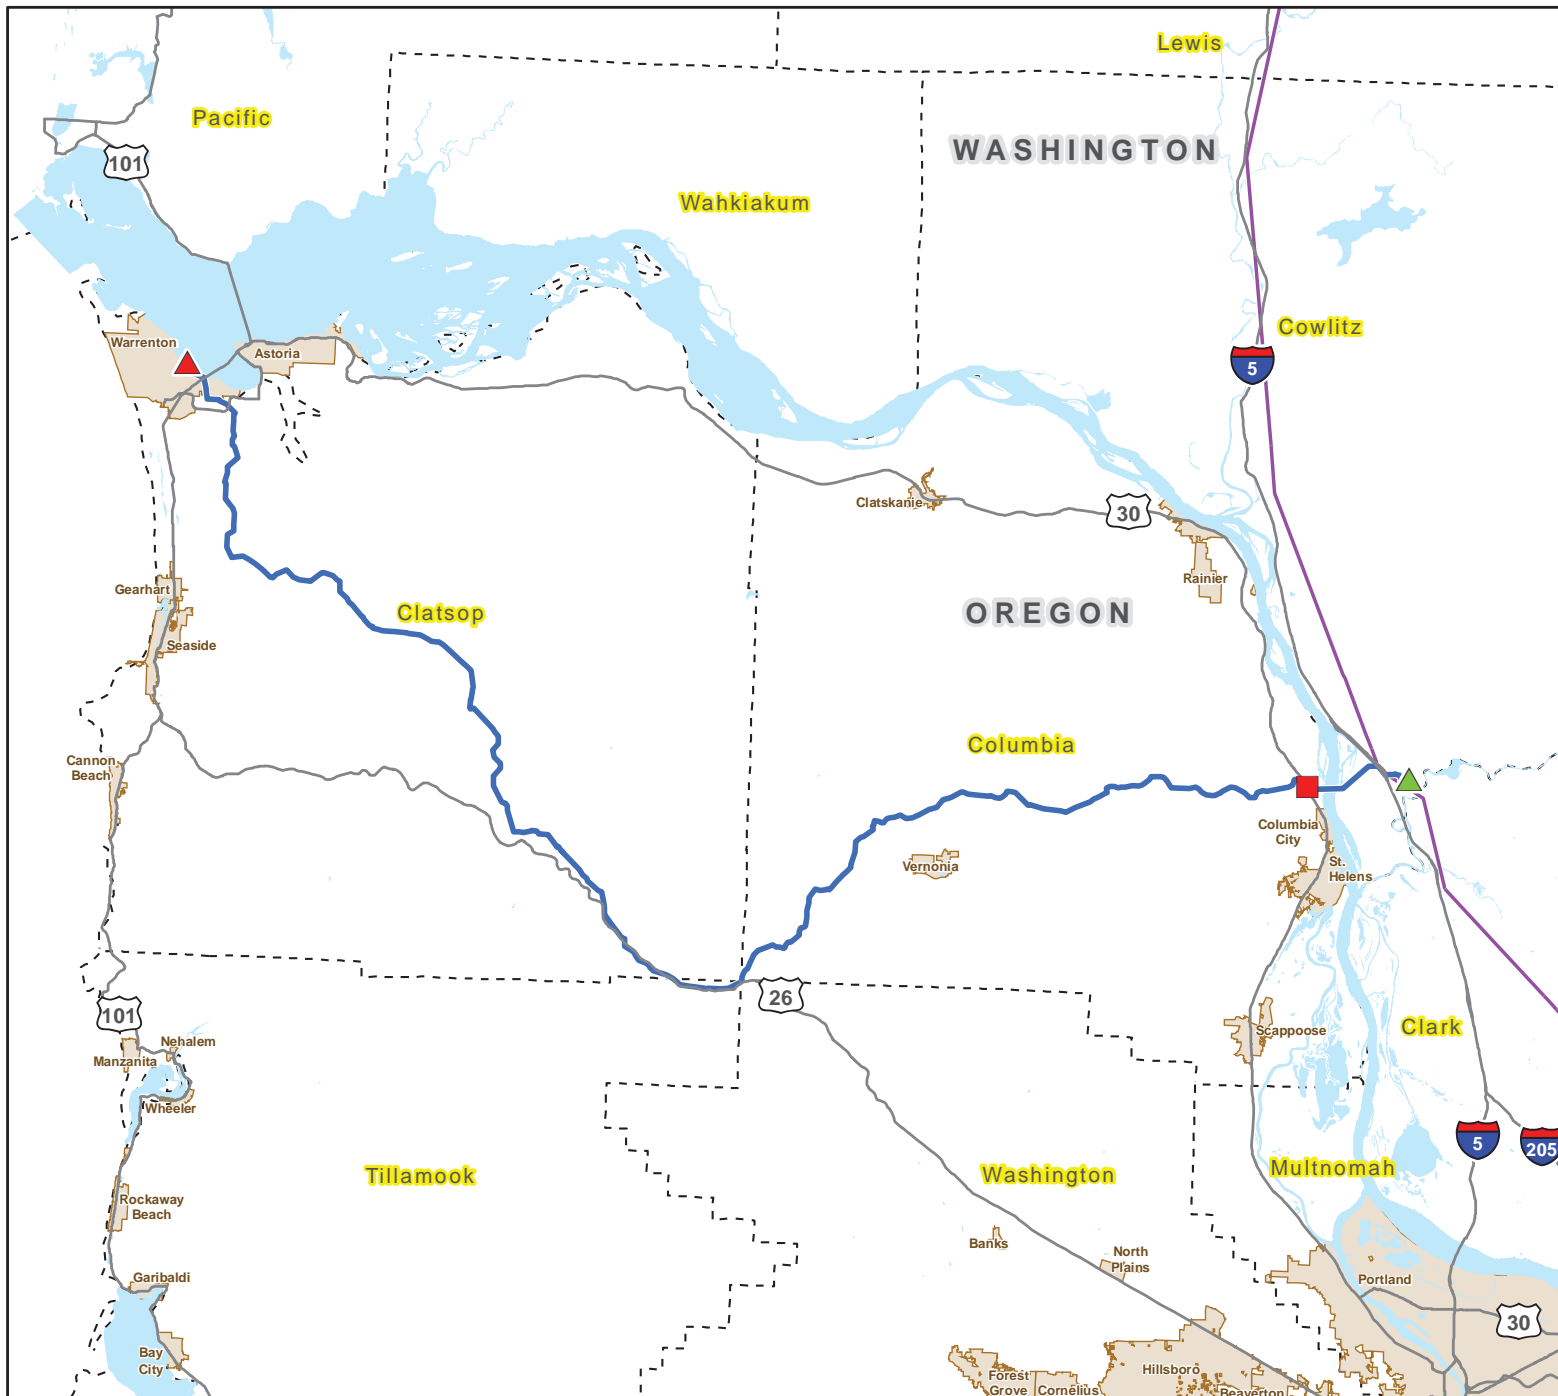 Lewis
Pacific
WASHINGTON
101
Wahkiakum
Cowlitz
Warrenton
Astoria
5
Clatskanie
30
Rainier
Gearhart
Clatsop
OREGON
Seaside
Columbia
Cannon
Beach
Columbia
City
Vernonia
St.
Helens
26
101
Scappoose
Clark
Nehalem
Manzanita
Wheeler
5
205
Tillamook
Washington
Multnomah
Rockaway
Beach
Banks
North
Plains
Garibaldi
Portland
30
Bay
City
Forest
Grove
Cornelius
Hillsboro
Beaverton